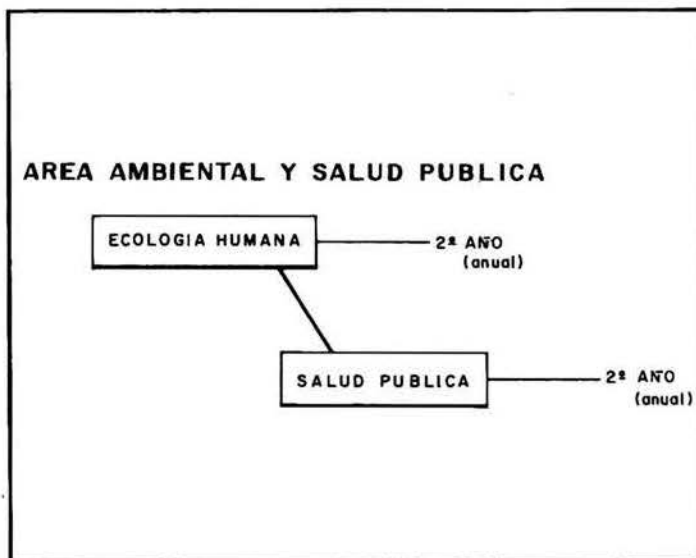 AREA AMBIENTAL Y SALUD PUBLICA
ECOLOGIA HUMANA
2º AÑO
(anual)
SALUD PUBLICA
2º AÑO
(anual)